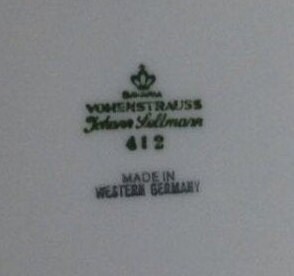 BAVARIA
VOHENSTRAUSS
Johann Seltmann
412
MADE IN
WESTERN GERMANY